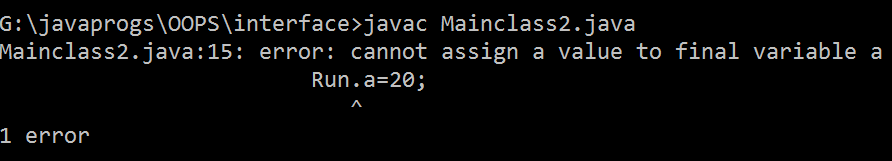 G:\javaprogs\OOPS\interface>javac Mainclass2.java
Mainclass2.java:15: error: cannot assign a value to final variable a
Run.a=20;
^
1 error